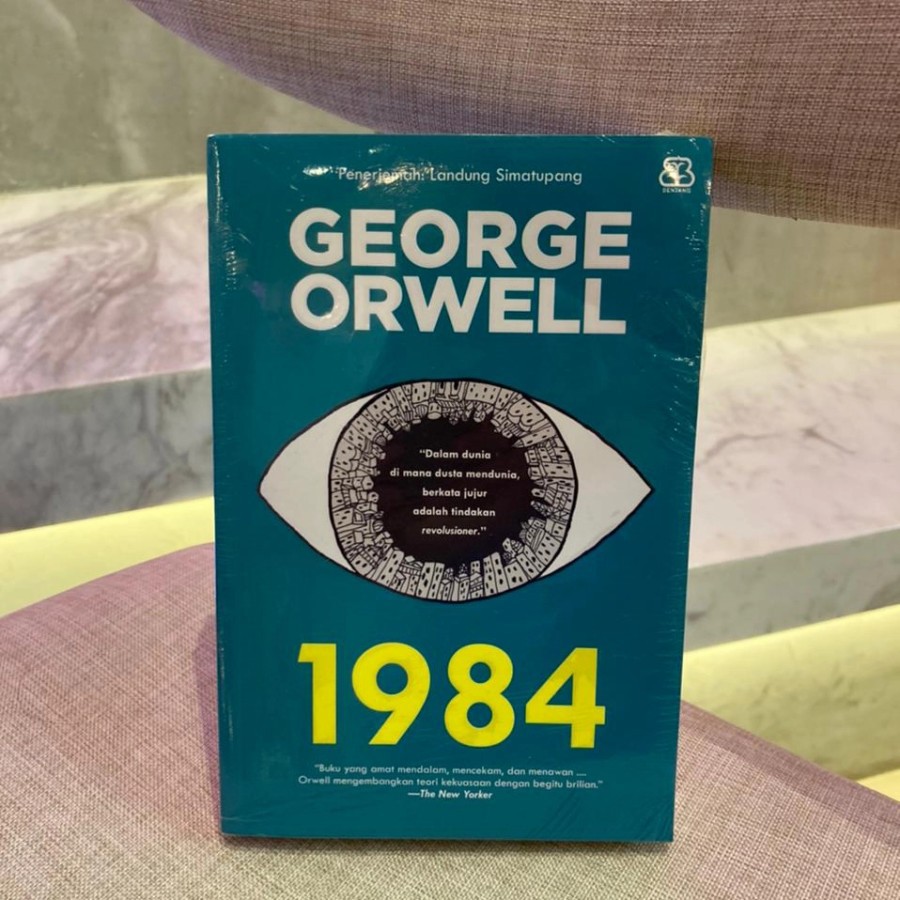 Penerjemah: Landung Simatupang
BENTANG
GEORGE
ORWELL
“Dalam dunia
di mana dusta mendunia,
berkata jujur
adalah tindakan
revolusioner.”
1984
“Buku yang amat mendalam, mencekam, dan menawan —
Orwell mengembangkan teori kekuasaan dengan begitu brilian.”
—The New Yorker